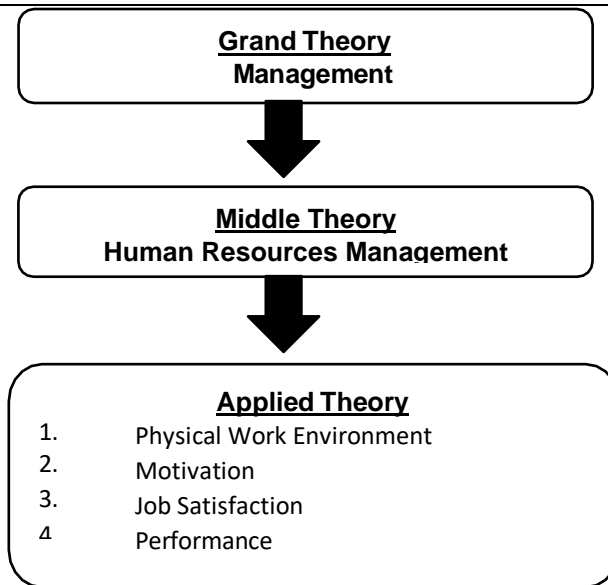 Grand Theory
Management
Middle Theory
Human Resources Management
Applied Theory
1. Physical Work Environment
2. Motivation
3. Job Satisfaction
4 Performance